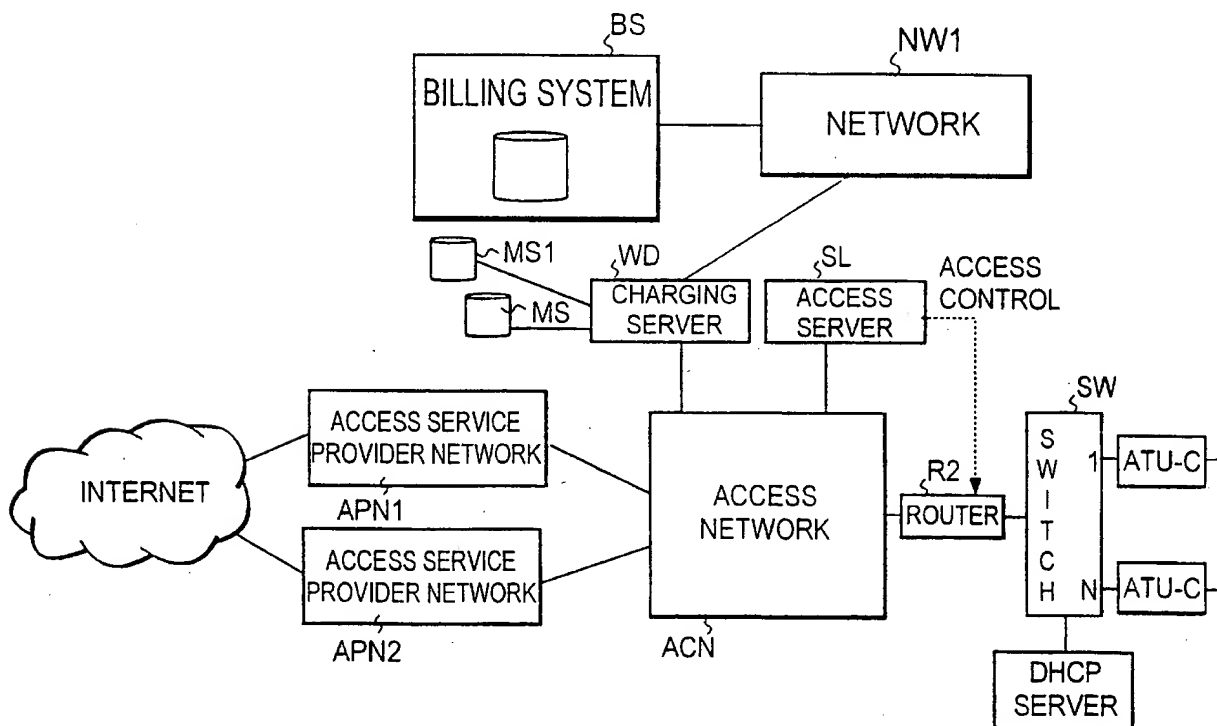 BS
NW1
BILLING SYSTEM
NETWORK
MS1
WD
SL
ACCESS
CONTROL
MS
CHARGING
SERVER
ACCESS
SERVER
SW
ACCESS SERVICE
PROVIDER NETWORK
SWITCH
1
ATU-C
INTERNET
APN1
ACCESS
NETWORK
R2
ROUTER
ACCESS SERVICE
PROVIDER NETWORK
N
ATU-C
APN2
ACN
DHCP
SERVER